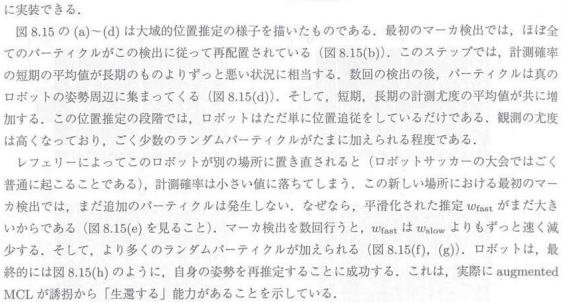 に実装できる．
図 8.15 の (a)〜(d) は大域的位置推定の様子を描いたものである．最初のマーカ検出では，ほぼ全
てのパーティクルがこの検出に従って再配置されている（図 8.15(b)）．このステップでは，計測確率
の短期の平均値が長期のものよりずっと悪い状況に相当する．数回の検出の後，パーティクルは真の
ロボットの姿勢周辺に集まってくる（図 8.15(d)）．そして，短期，長期の計測尤度の平均値が共に増
加する．この位置推定の段階では，ロボットはただ単に位置追従をしているだけである．観測の尤度
は高くなっており，ごく少数のランダムパーティクルがたまに加えられる程度である．
レフェリーによってこのロボットが別の場所に置き直されると（ロボットサッカーの大会ではごく
普通に起こることである），計測確率は小さい値に落ちてしまう．この新しい場所における最初のマー
カ検出では，まだ追加のパーティクルは発生しない．なぜなら，平滑化された推定 wfast がまだ大き
いからである（図 8.15(e) を見ること）．マーカ検出を数回行うと，wfast は wslow よりもずっと速く減
少する．そして，より多くのランダムパーティクルが加えられる（図 8.15(f), (g)）．ロボットは，最
終的には図 8.15(h) のように，自身の姿勢を再推定することに成功する．これは，実際に augmented
MCL が誘拐から「生還する」能力があることを示している．